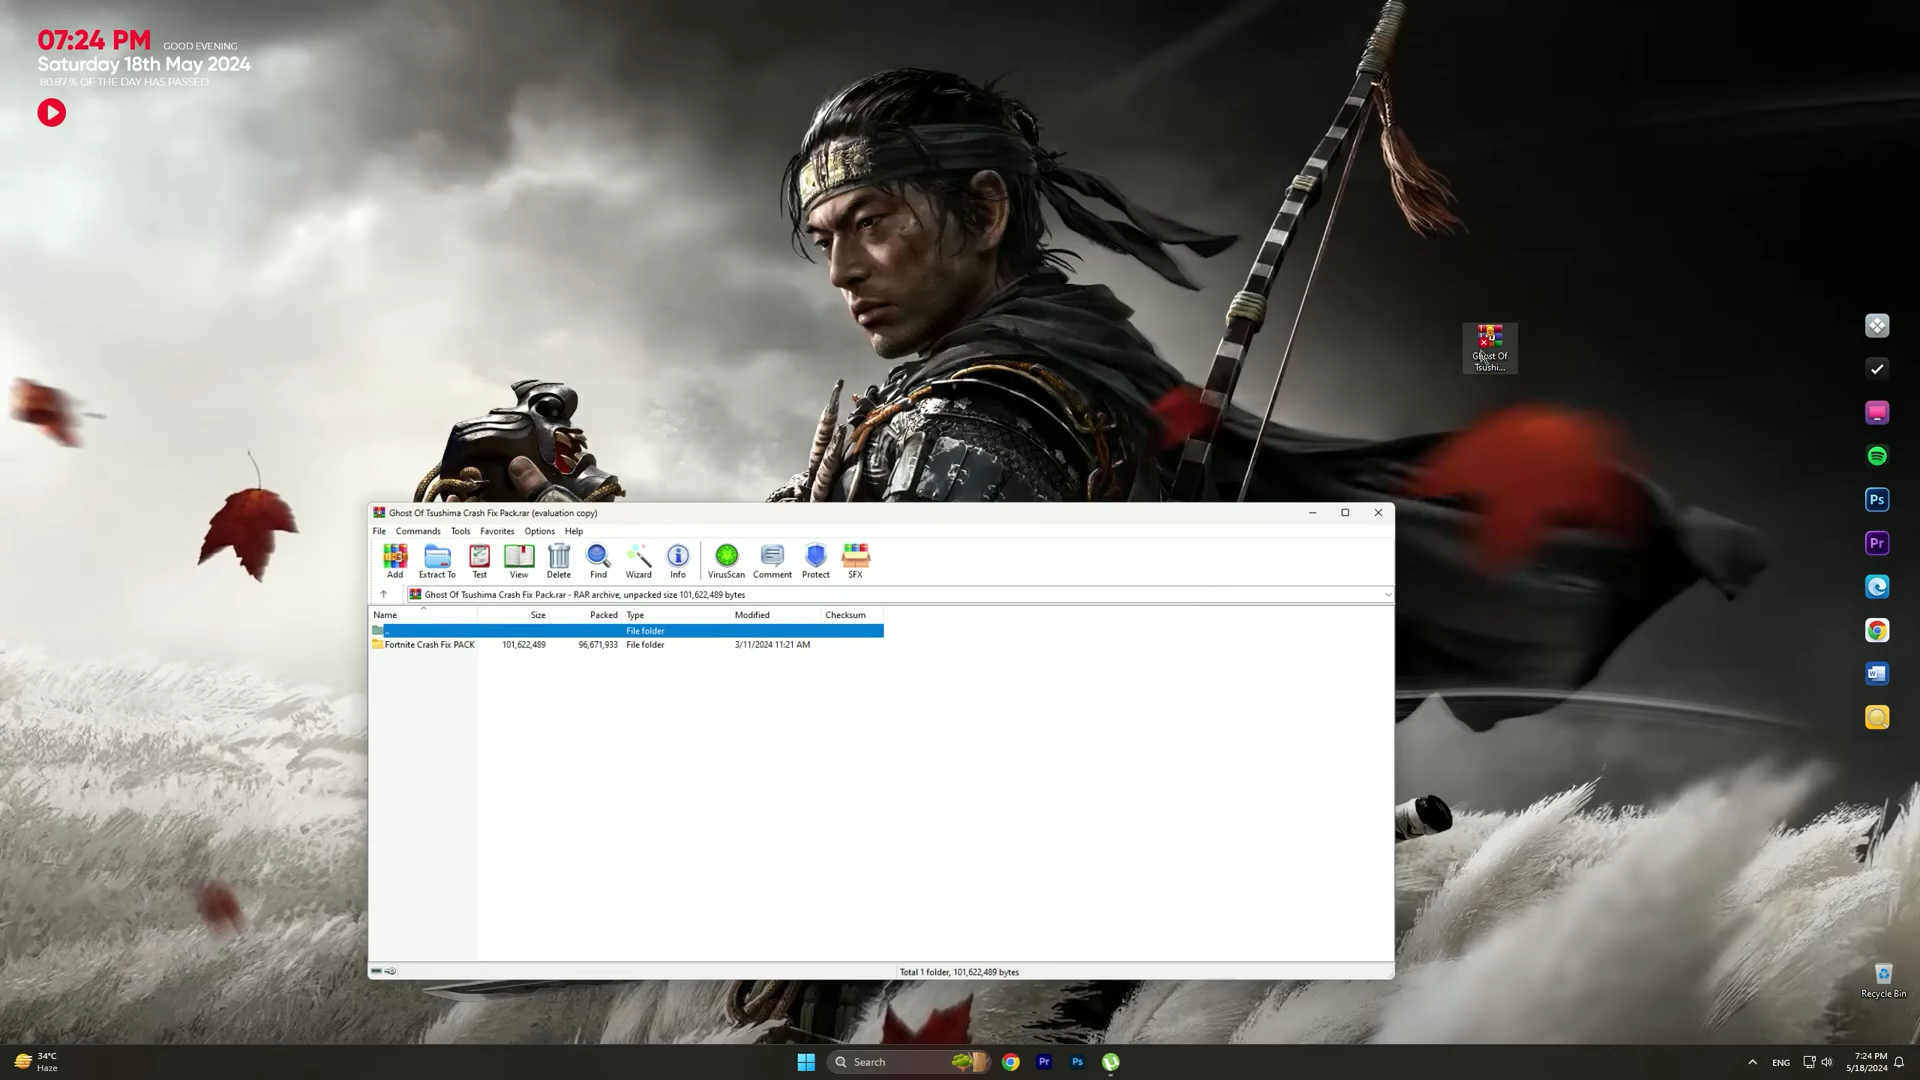 07:24 PM GOOD EVENING
Saturday 18th May 2024
80.87 % OF THE DAY HAS PASSED
Ghost Of
Tsushi...
Ghost Of Tsushima Crash Fix Pack.rar (evaluation copy)
File Commands Tools Favorites Options Help
Add Extract To Test View Delete Find Wizard Info VirusScan Comment Protect SFX
Ghost Of Tsushima Crash Fix Pack.rar - RAR archive, unpacked size 101,622,489 bytes
Name Size Packed Type Modified Checksum
.. File folder
Fortnite Crash Fix PACK 101,622,489 96,671,933 File folder 3/11/2024 11:21 AM
Total 1 folder, 101,622,489 bytes
Ps
Pr
W
Recycle Bin
34°C
Haze
Search
Pr
Ps
ENG
7:24 PM
5/18/2024